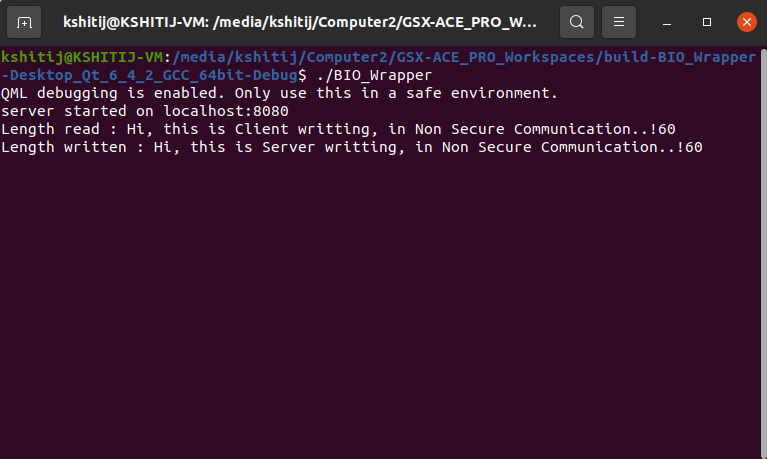 kshitij@KSHITIJ-VM: /media/kshitij/Computer2/GSX-ACE_PRO_W...
kshitij@KSHITIJ-VM:/media/kshitij/Computer2/GSX-ACE_PRO_Workspaces/build-BIO_Wrapper
-Desktop_Qt_6_4_2_GCC_64bit-Debug$ ./BIO_Wrapper
QML debugging is enabled. Only use this in a safe environment.
server started on localhost:8080
Length read : Hi, this is Client writting, in Non Secure Communication..!60
Length written : Hi, this is Server writting, in Non Secure Communication..!60